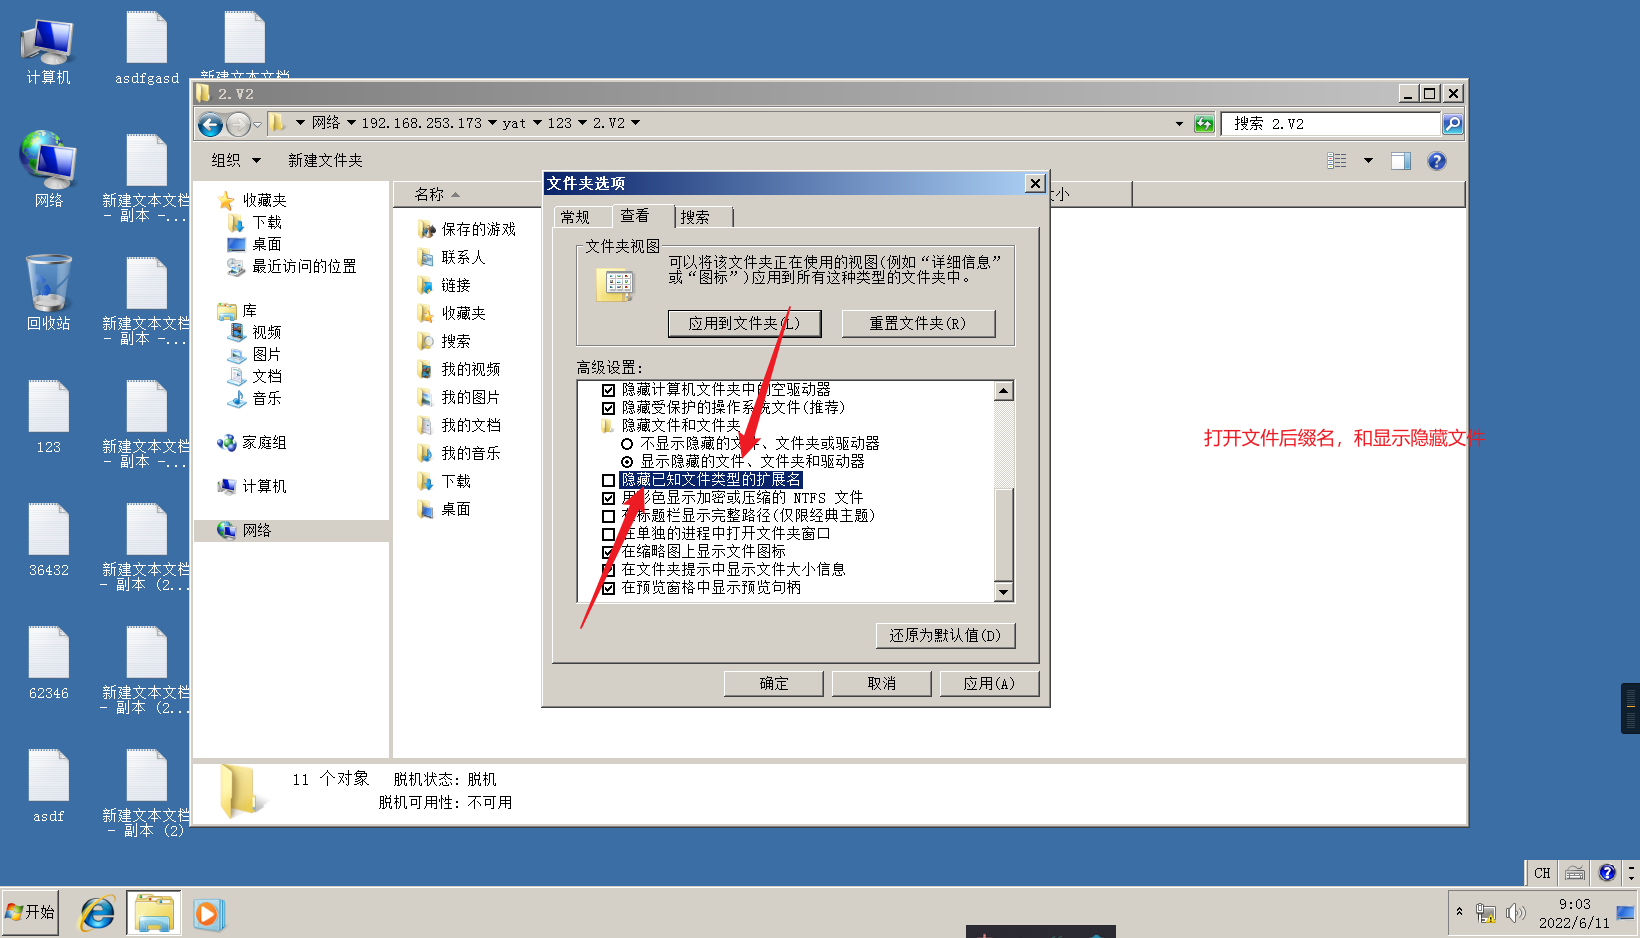 计算机
asdfgasd
新建文本文档
网络
新建文本文档
- 副本 -...
回收站
新建文本文档
- 副本 -...
123
新建文本文档
- 副本 -...
36432
新建文本文档
- 副本 (2...
62346
新建文本文档
- 副本 (2...
asdf
新建文本文档
- 副本 (2)
2.V2
网络 192.168.253.173 yat 123 2.V2
搜索 2.V2
组织 新建文件夹
收藏夹
下载
桌面
最近访问的位置
库
视频
图片
文档
音乐
家庭组
计算机
网络
名称
小
保存的游戏
联系人
链接
收藏夹
搜索
我的视频
我的图片
我的文档
我的音乐
下载
桌面
文件夹选项
常规 查看 搜索
文件夹视图
可以将该文件夹正在使用的视图(例如“详细信息”
或“图标”)应用到所有这种类型的文件夹中。
应用到文件夹(L) 重置文件夹(R)
高级设置:
隐藏计算机文件夹中的空驱动器
隐藏受保护的操作系统文件(推荐)
隐藏文件和文件夹
不显示隐藏的文件、文件夹或驱动器
显示隐藏的文件、文件夹和驱动器
隐藏已知文件类型的扩展名
用彩色显示加密或压缩的 NTFS 文件
在标题栏显示完整路径(仅限经典主题)
在单独的进程中打开文件夹窗口
在缩略图上显示文件图标
在文件夹提示中显示文件大小信息
在预览窗格中显示预览句柄
还原为默认值(D)
确定 取消 应用(A)
打开文件后缀名，和显示隐藏文件
11 个对象 脱机状态: 脱机
脱机可用性: 不可用
CH
开始
9:03
2022/6/11